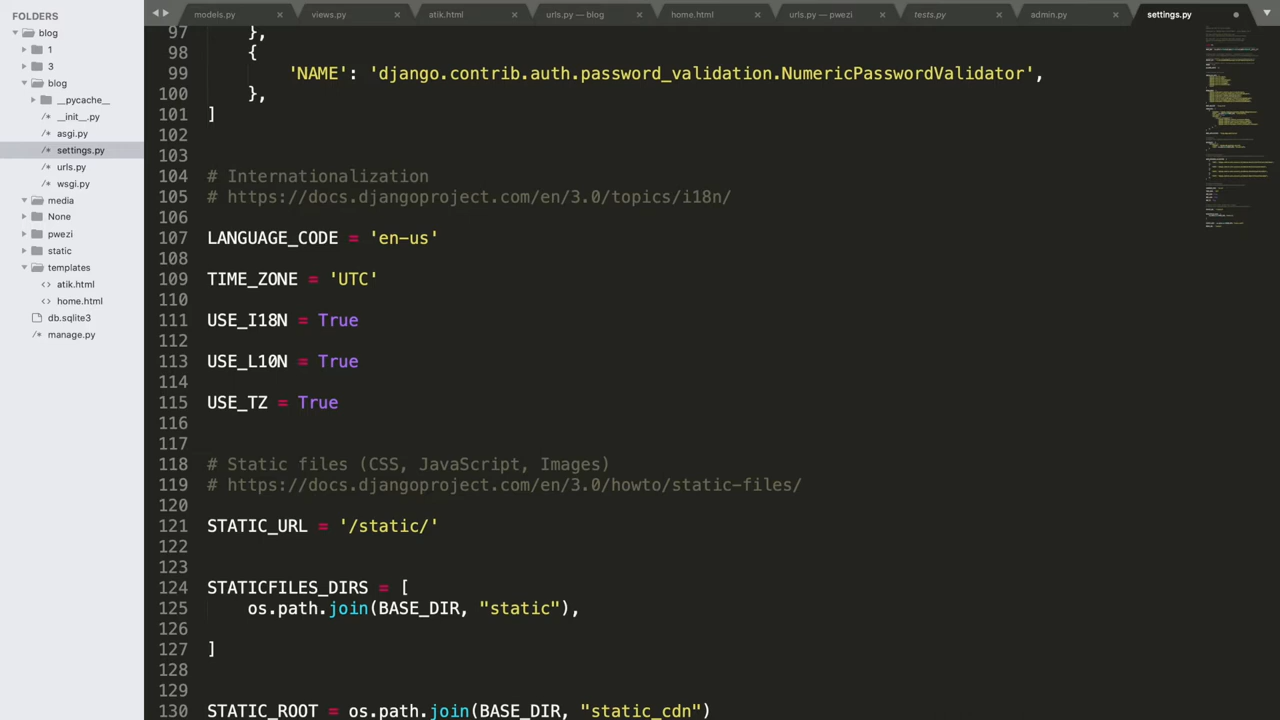 FOLDERS
blog
1
3
blog
__pycache__
__init__.py
asgi.py
settings.py
urls.py
wsgi.py
media
None
pwezi
static
templates
atik.html
home.html
db.sqlite3
manage.py
models.py
views.py
atik.html
urls.py — blog
home.html
urls.py — pwezi
tests.py
admin.py
settings.py
97 },
98 {
99 'NAME': 'django.contrib.auth.password_validation.NumericPasswordValidator',
100 },
101 ]
102
103
104 # Internationalization
105 # https://docs.djangoproject.com/en/3.0/topics/i18n/
106
107 LANGUAGE_CODE = 'en-us'
108
109 TIME_ZONE = 'UTC'
110
111 USE_I18N = True
112
113 USE_L10N = True
114
115 USE_TZ = True
116
117
118 # Static files (CSS, JavaScript, Images)
119 # https://docs.djangoproject.com/en/3.0/howto/static-files/
120
121 STATIC_URL = '/static/'
122
123
124 STATICFILES_DIRS = [
125 os.path.join(BASE_DIR, "static"),
126
127 ]
128
129
130 STATIC_ROOT = os.path.join(BASE_DIR, "static_cdn")